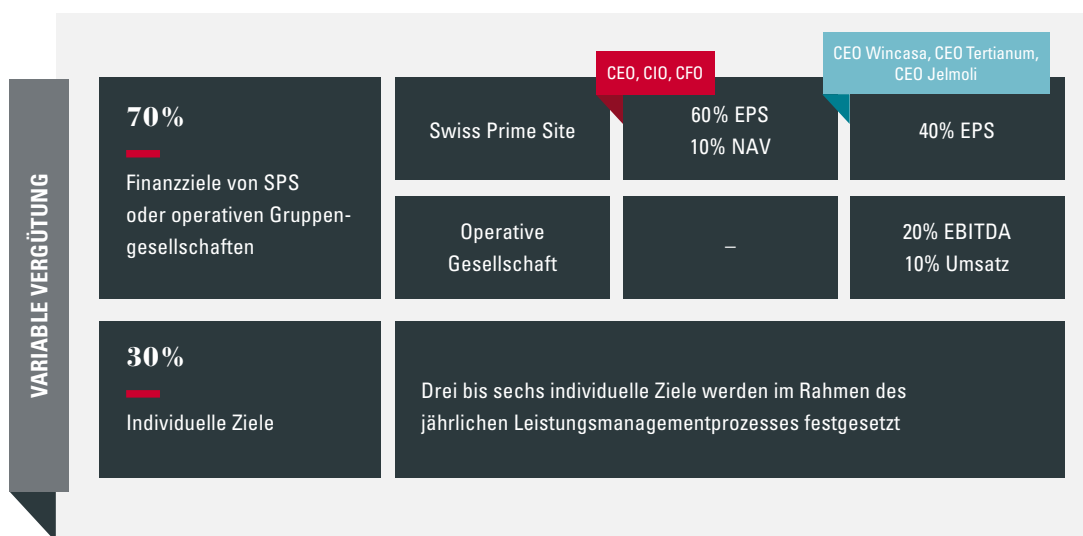 VARIABLE VERGÜTUNG
CEO, CIO, CFO
CEO Wincasa, CEO Tertianum,
CEO Jelmoli
70%
Finanzziele von SPS
oder operativen Gruppen-
gesellschaften
Swiss Prime Site
60% EPS
10% NAV
40% EPS
Operative
Gesellschaft
–
20% EBITDA
10% Umsatz
30%
Individuelle Ziele
Drei bis sechs individuelle Ziele werden im Rahmen des
jährlichen Leistungsmanagementprozesses festgesetzt